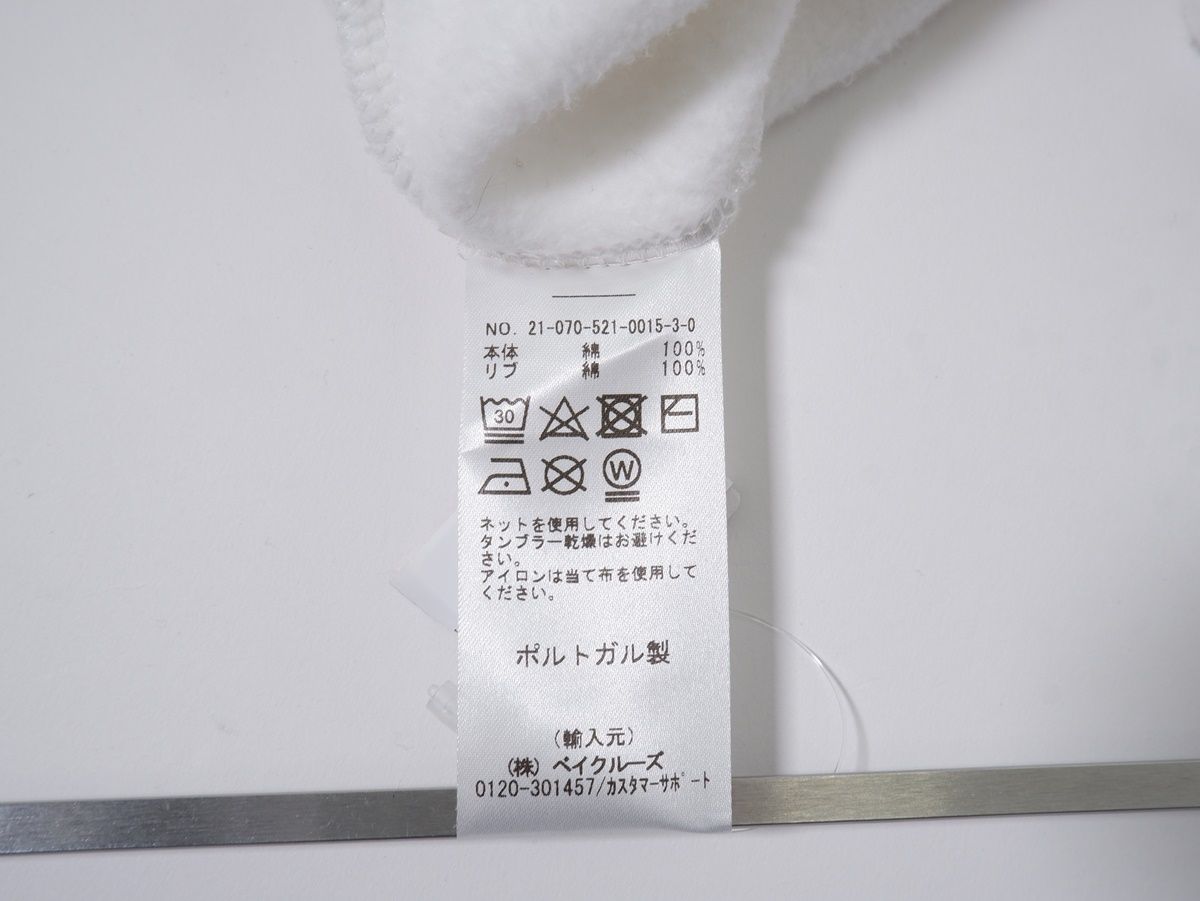 NO. 21-070-521-0015-3-0
本体 綿 100%
リブ 綿 100%
30
W
ネットを使用してください。
タンブラー乾燥はお避けくだ
さい。
アイロンは当て布を使用して
ください。
ポルトガル製
(輸入元)
(株) ベイクルーズ
0120-301457/カスタマーサポート